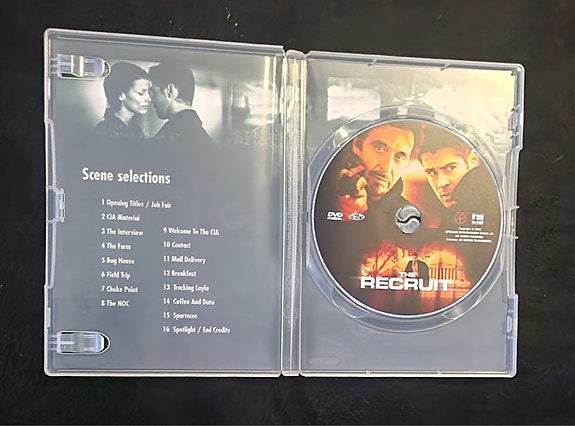 Scene selections
1 Opening Titles / Job Fair
2 CIA Material
3 The Interview
4 The Farm
5 Bug House
6 Field Trip
7 Choke Point
8 The NOC
9 Welcome To The CIA
10 Contact
11 Mail Delivery
12 Breakfast
13 Tracking Layla
14 Coffee And Data
15 Spartacus
16 Spotlight / End Credits
DVD
THE
RECRUIT